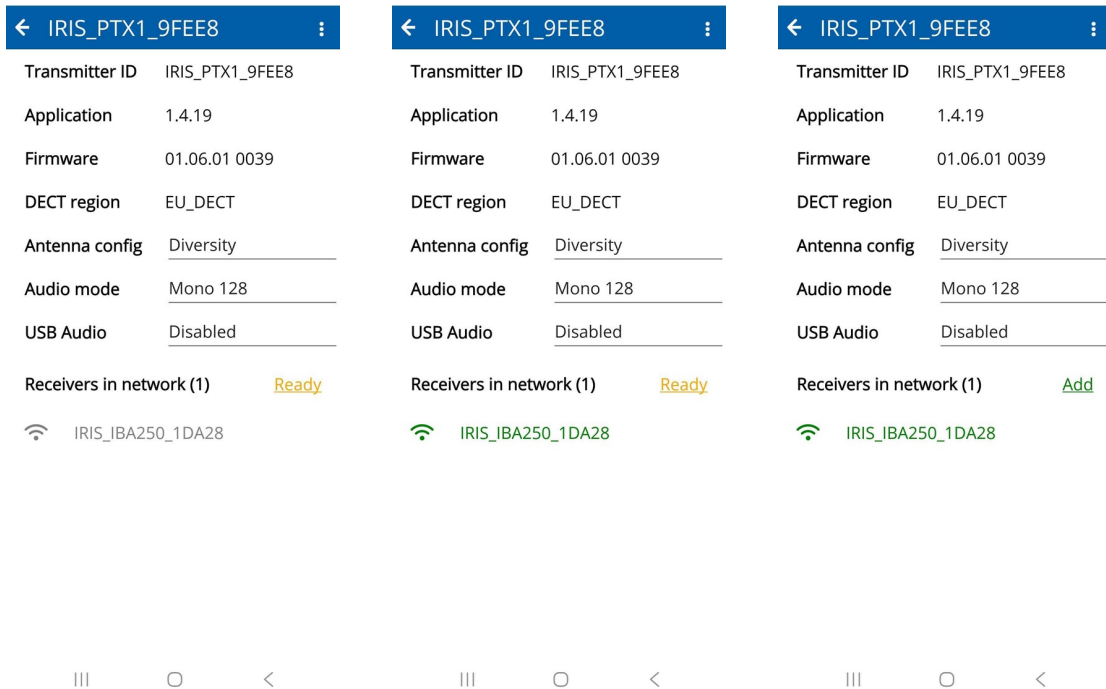 IRIS_PTX1_9FEE8
Transmitter ID IRIS_PTX1_9FEE8
Application 1.4.19
Firmware 01.06.01 0039
DECT region EU_DECT
Antenna config Diversity
Audio mode Mono 128
USB Audio Disabled
Receivers in network (1) Ready
IRIS_IBA250_1DA28
IRIS_PTX1_9FEE8
Transmitter ID IRIS_PTX1_9FEE8
Application 1.4.19
Firmware 01.06.01 0039
DECT region EU_DECT
Antenna config Diversity
Audio mode Mono 128
USB Audio Disabled
Receivers in network (1) Ready
IRIS_IBA250_1DA28
IRIS_PTX1_9FEE8
Transmitter ID IRIS_PTX1_9FEE8
Application 1.4.19
Firmware 01.06.01 0039
DECT region EU_DECT
Antenna config Diversity
Audio mode Mono 128
USB Audio Disabled
Receivers in network (1) Add
IRIS_IBA250_1DA28